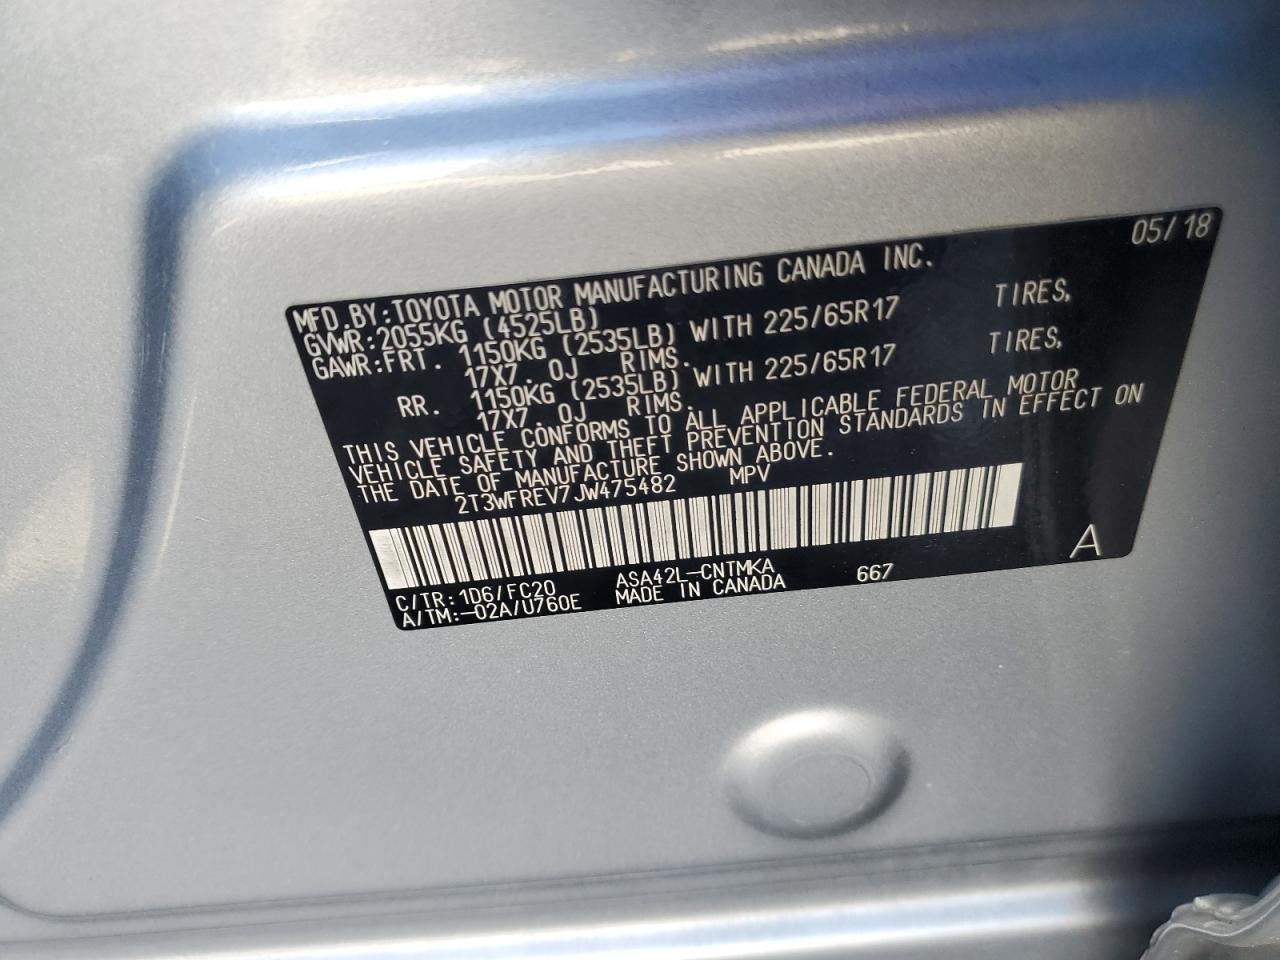 05/18
MFD.BY:TOYOTA MOTOR MANUFACTURING CANADA INC.
GVWR:2055KG (4525LB)
GAWR:FRT. 1150KG (2535LB) WITH 225/65R17 TIRES,
17X7.0J RIMS.
RR. 1150KG (2535LB) WITH 225/65R17 TIRES,
17X7.0J RIMS.
THIS VEHICLE CONFORMS TO ALL APPLICABLE FEDERAL MOTOR
VEHICLE SAFETY AND THEFT PREVENTION STANDARDS IN EFFECT ON
THE DATE OF MANUFACTURE SHOWN ABOVE.
2T3WFREV7JW475482 MPV
C/TR:1D6/FC20 ASA42L-CNTMKA 667 A
A/TM:-02A/U760E MADE IN CANADA